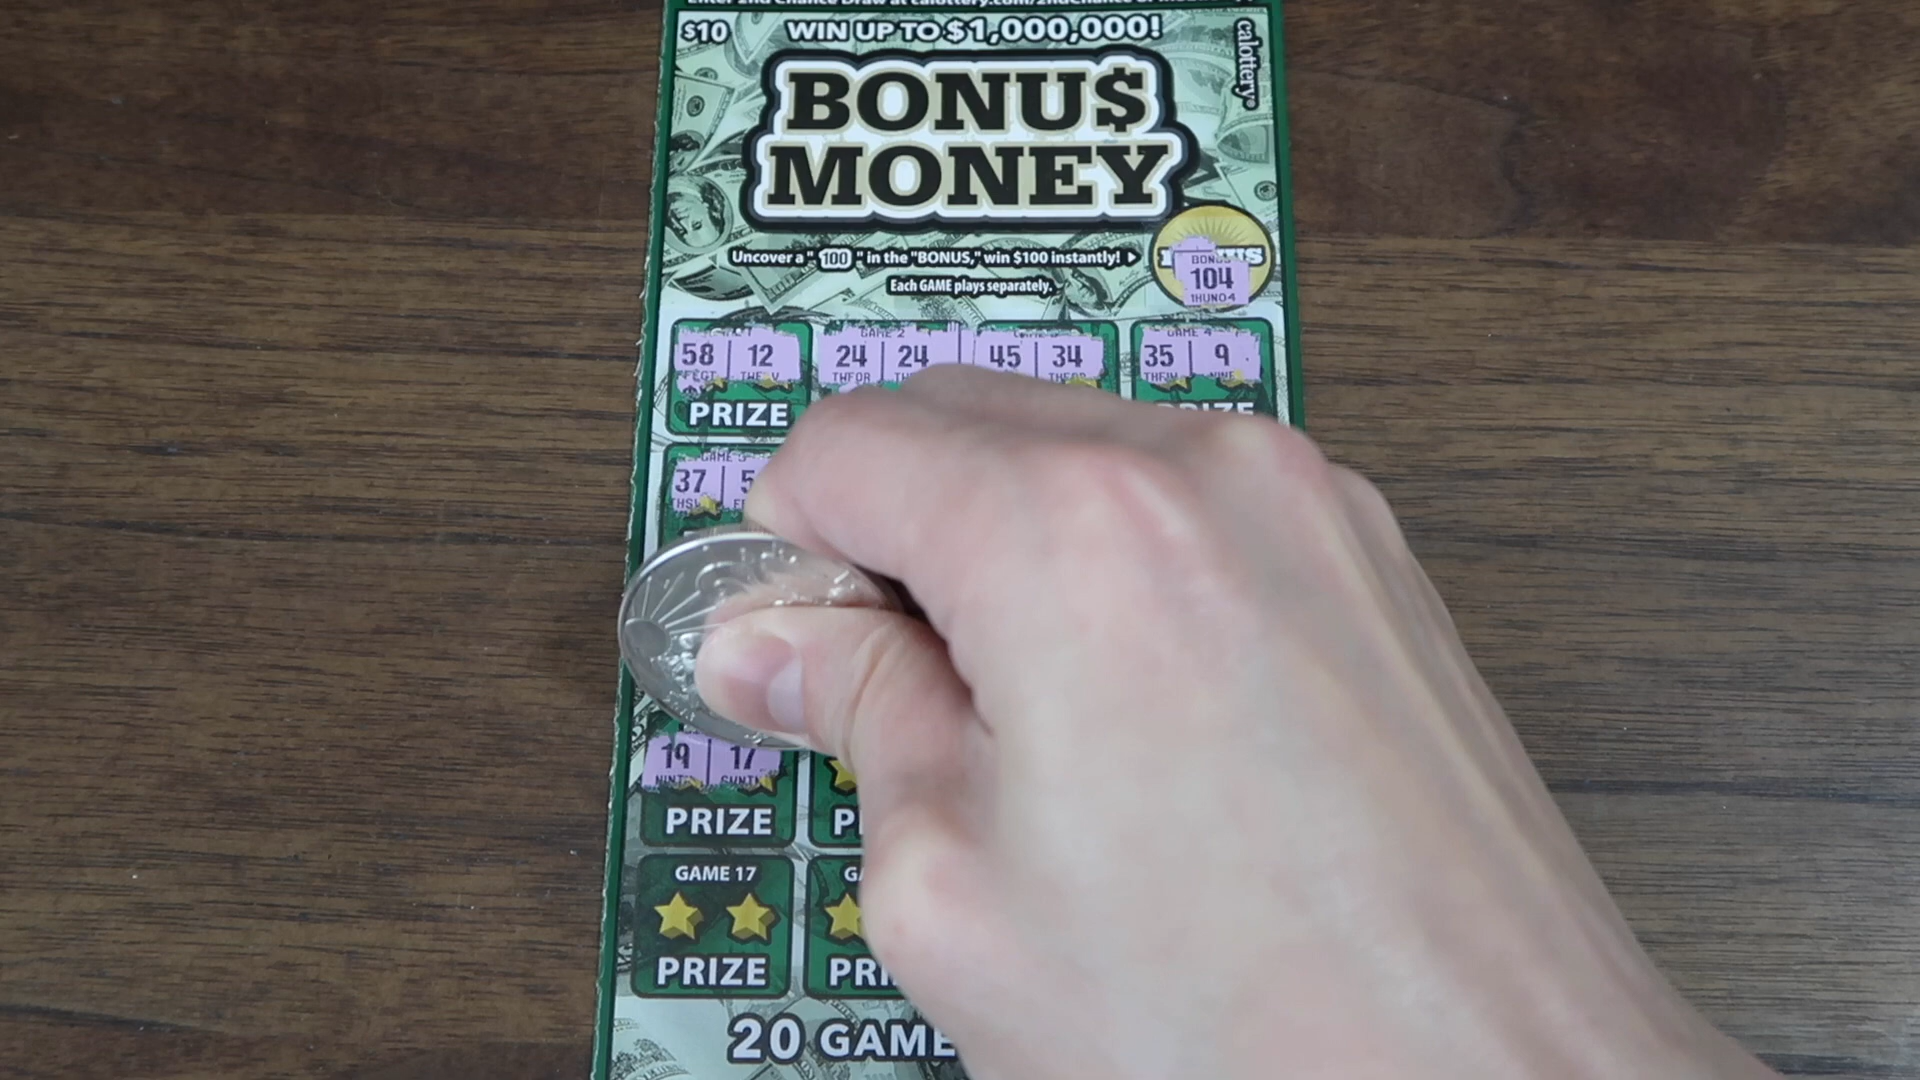 $10 WIN UP TO $1,000,000!
calottery
BONU$
MONEY
Uncover a "100" in the "BONUS," win $100 instantly!
Each GAME plays separately.
BONUS
104
1HUN04
GAME 2
GAME 4
58 12 24 24 45 34 35 9
PRIZE
37
19 17
PRIZE
GAME 17
PRIZE
20 GAME